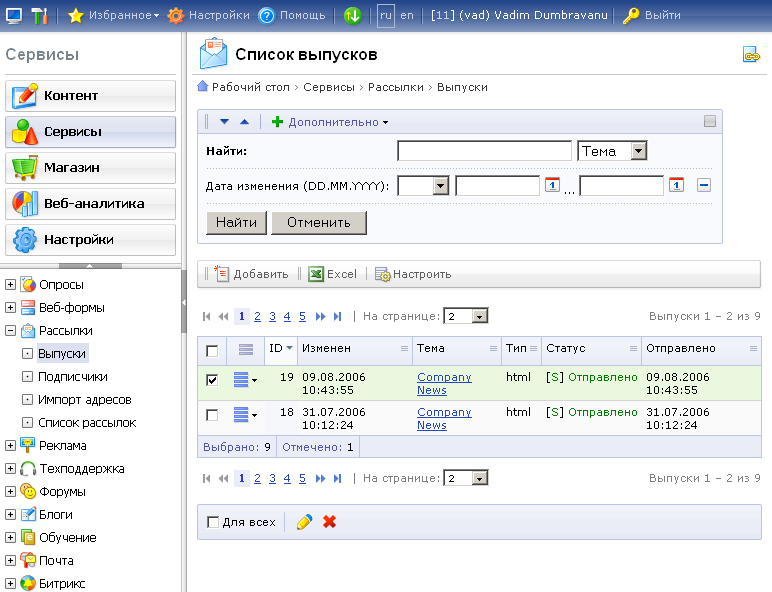 Избранное Настройки Помощь ru en [11] (vad) Vadim Dumbravanu Выйти
Сервисы
Контент
Сервисы
Магазин
Веб-аналитика
Настройки
Опросы
Веб-формы
Рассылки
Выпуски
Подписчики
Импорт адресов
Список рассылок
Реклама
Техподдержка
Форумы
Блоги
Обучение
Почта
Битрикс
Список выпусков
Рабочий стол › Сервисы › Рассылки › Выпуски
Дополнительно
Найти: Тема
Дата изменения (DD.MM.YYYY): ...
Найти Отменить
Добавить Excel Настроить
1 2 3 4 5 | На странице: 2 Выпуски 1 – 2 из 9
ID Изменен Тема Тип Статус Отправлено
19 09.08.2006 10:43:55 Company News html [S] Отправлено 09.08.2006 10:43:55
18 31.07.2006 10:12:24 Company News html [S] Отправлено 31.07.2006 10:12:24
Выбрано: 9 Отмечено: 1
1 2 3 4 5 | На странице: 2 Выпуски 1 – 2 из 9
Для всех